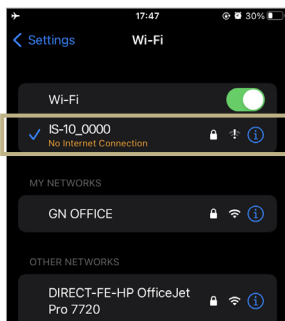 17:47
30%
Settings
Wi-Fi
Wi-Fi
IS-10_0000
No Internet Connection
MY NETWORKS
GN OFFICE
OTHER NETWORKS
DIRECT-FE-HP OfficeJet
Pro 7720